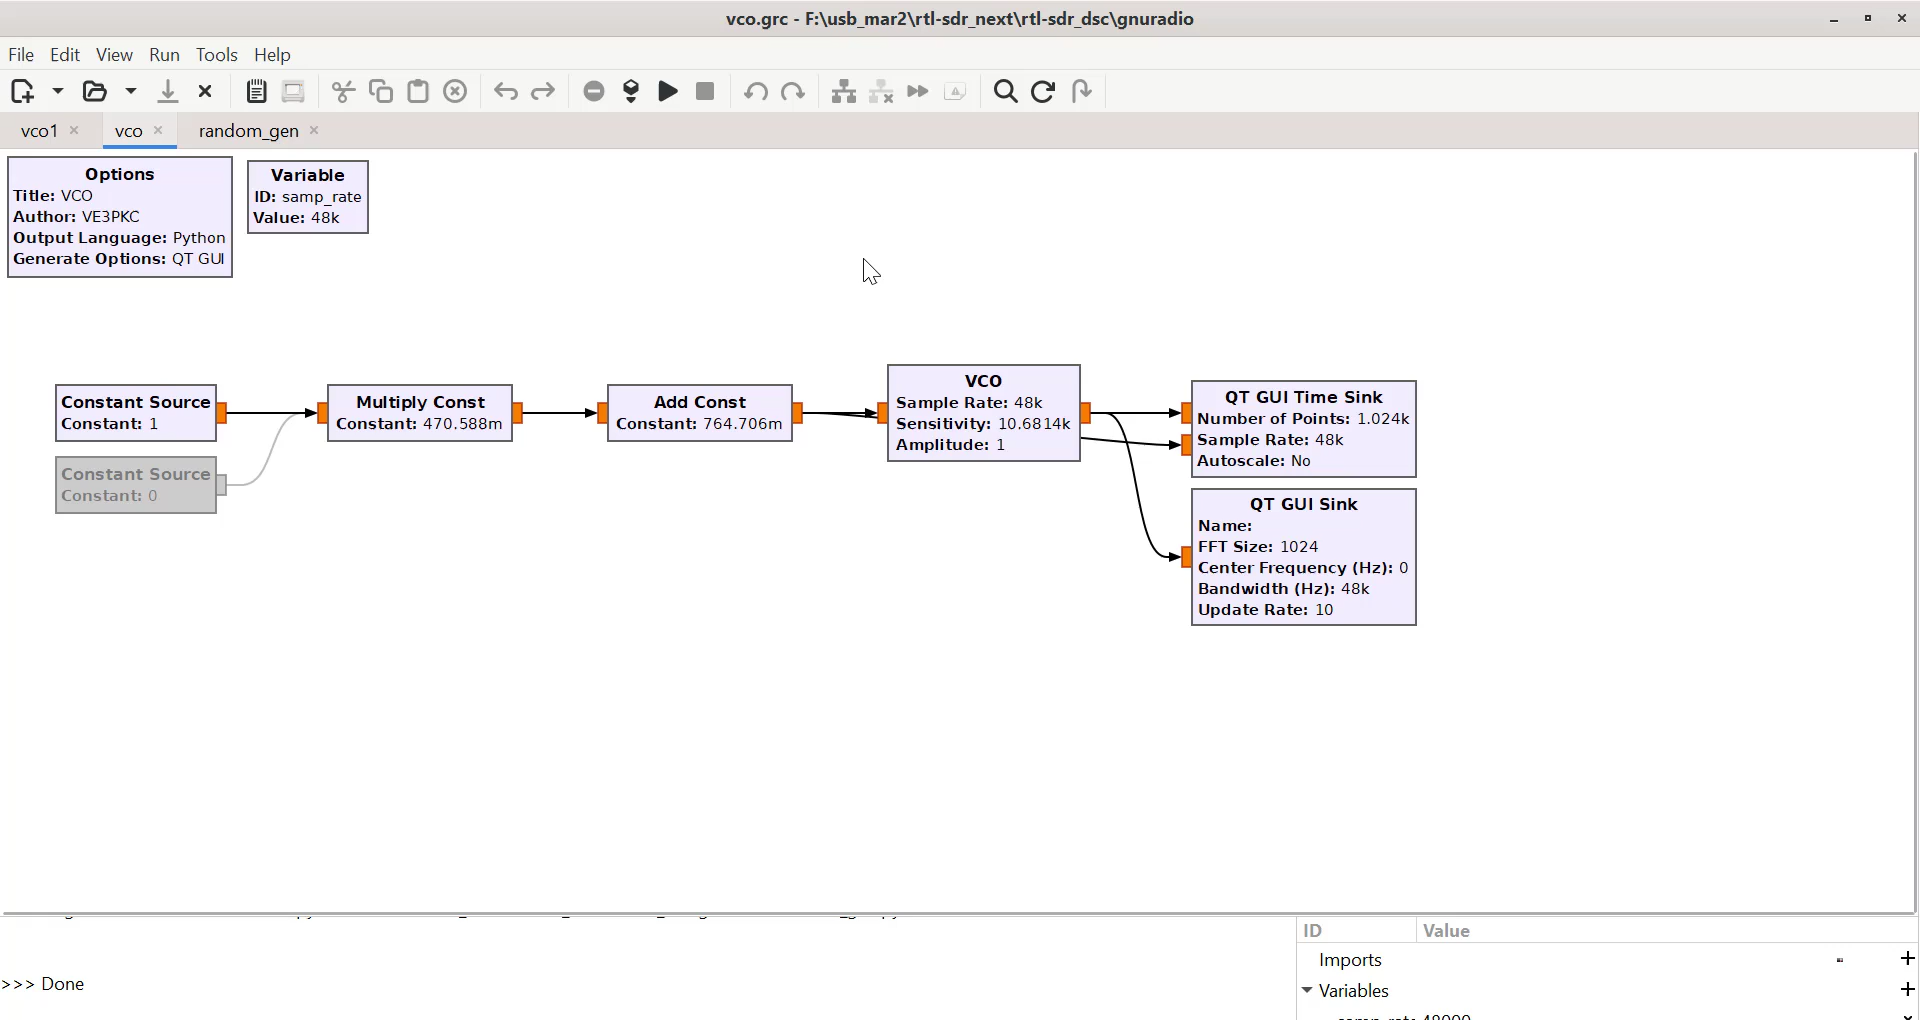 vco.grc - F:\usb_mar2\rtl-sdr_next\rtl-sdr_dsc\gnuradio
File Edit View Run Tools Help
vco1 vco random_gen
Options
Title: VCO
Author: VE3PKC
Output Language: Python
Generate Options: QT GUI
Variable
ID: samp_rate
Value: 48k
Constant Source
Constant: 1
Constant Source
Constant: 0
Multiply Const
Constant: 470.588m
Add Const
Constant: 764.706m
VCO
Sample Rate: 48k
Sensitivity: 10.6814k
Amplitude: 1
QT GUI Time Sink
Number of Points: 1.024k
Sample Rate: 48k
Autoscale: No
QT GUI Sink
Name:
FFT Size: 1024
Center Frequency (Hz): 0
Bandwidth (Hz): 48k
Update Rate: 10
>>> Done
ID Value
Imports
Variables
samp_rate 48000